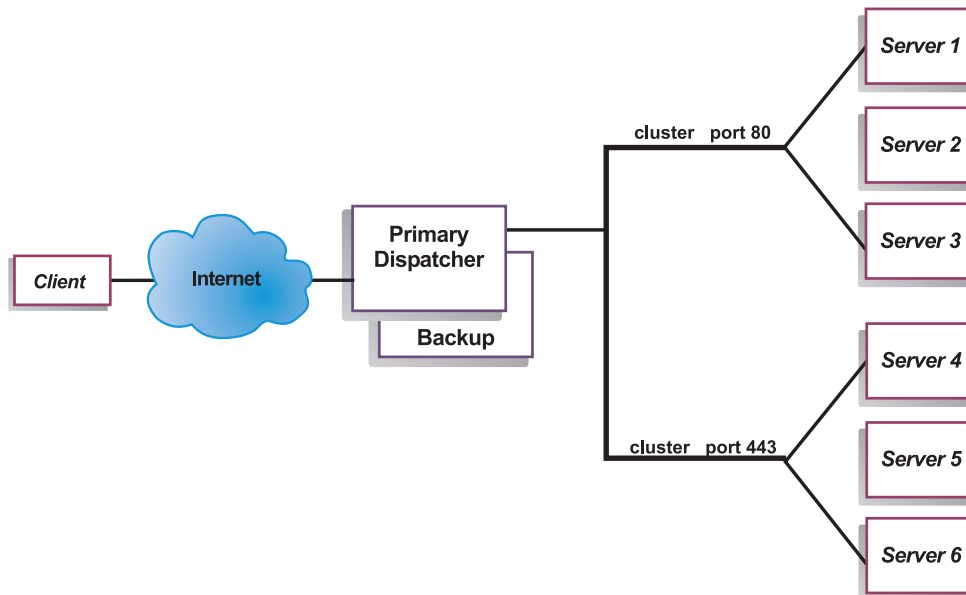 Client
Internet
Primary
Dispatcher
Backup
cluster port 80
cluster port 443
Server 1
Server 2
Server 3
Server 4
Server 5
Server 6